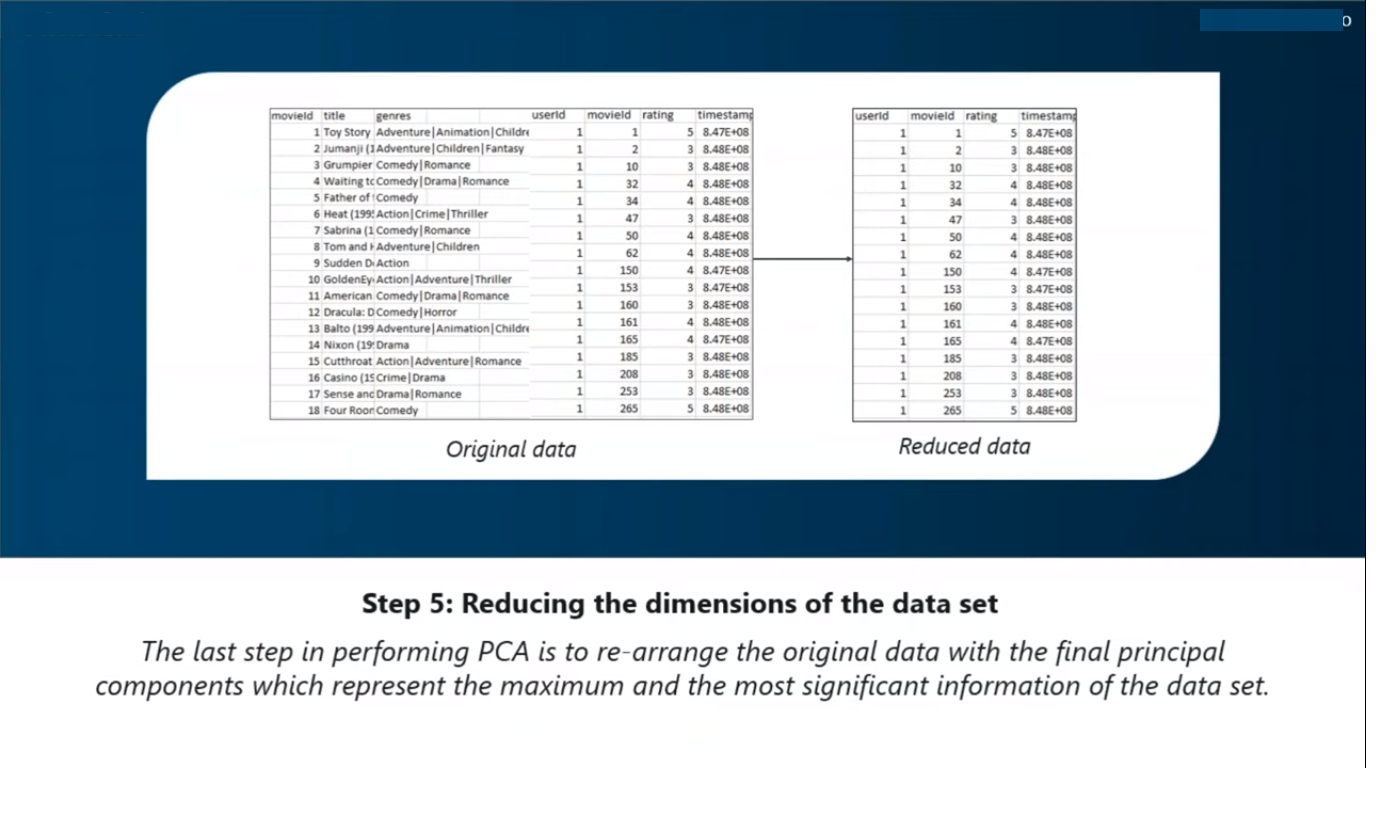 o
movieId title genres userId movieId rating timestamp
1 Toy Story Adventure|Animation|Childre 1 1 5 8.47E+08
2 Jumanji (1 Adventure|Children|Fantasy 1 2 3 8.48E+08
3 Grumpier Comedy|Romance 1 10 3 8.48E+08
4 Waiting to Comedy|Drama|Romance 1 32 4 8.48E+08
5 Father of Comedy 1 34 4 8.48E+08
6 Heat (199 Action|Crime|Thriller 1 47 3 8.48E+08
7 Sabrina (1 Comedy|Romance 1 50 4 8.48E+08
8 Tom and Adventure|Children 1 62 4 8.48E+08
9 Sudden D Action 1 150 4 8.47E+08
10 GoldenEy Action|Adventure|Thriller 1 153 3 8.47E+08
11 American Comedy|Drama|Romance 1 160 3 8.48E+08
12 Dracula: D Comedy|Horror 1 161 4 8.48E+08
13 Balto (199 Adventure|Animation|Childre 1 165 4 8.47E+08
14 Nixon (19 Drama 1 185 3 8.48E+08
15 Cutthroat Action|Adventure|Romance 1 208 3 8.48E+08
16 Casino (19 Crime|Drama 1 253 3 8.48E+08
17 Sense and Drama|Romance 1 265 5 8.48E+08
18 Four Roor Comedy
Original data
userId movieId rating timestamp
1 1 5 8.47E+08
1 2 3 8.48E+08
1 10 3 8.48E+08
1 32 4 8.48E+08
1 34 4 8.48E+08
1 47 3 8.48E+08
1 50 4 8.48E+08
1 62 4 8.48E+08
1 150 4 8.47E+08
1 153 3 8.47E+08
1 160 3 8.48E+08
1 161 4 8.48E+08
1 165 4 8.47E+08
1 185 3 8.48E+08
1 208 3 8.48E+08
1 253 3 8.48E+08
1 265 5 8.48E+08
Reduced data
Step 5: Reducing the dimensions of the data set
The last step in performing PCA is to re-arrange the original data with the final principal
components which represent the maximum and the most significant information of the data set.